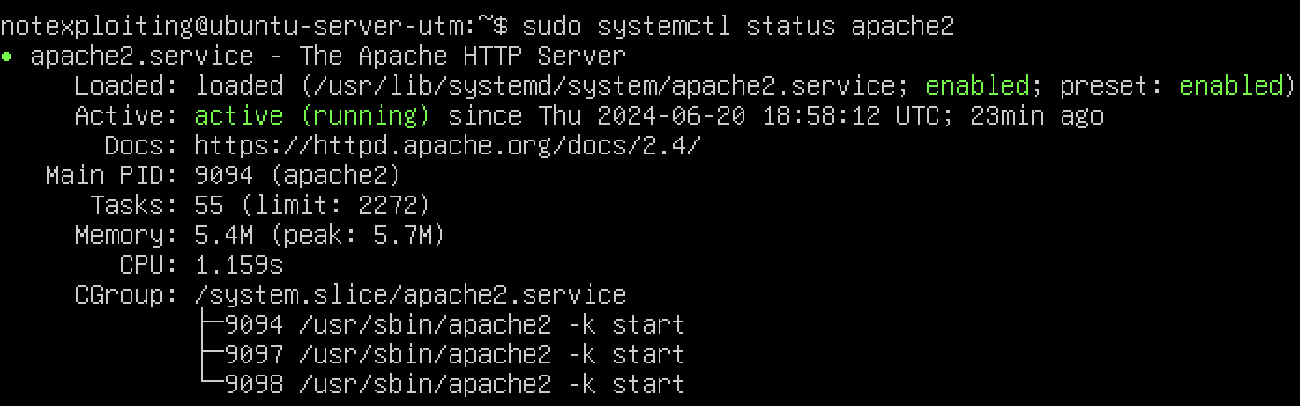 notexploiting@ubuntu-server-utm:~$ sudo systemctl status apache2
● apache2.service - The Apache HTTP Server
     Loaded: loaded (/usr/lib/systemd/system/apache2.service; enabled; preset: enabled)
     Active: active (running) since Thu 2024-06-20 18:58:12 UTC; 23min ago
       Docs: https://httpd.apache.org/docs/2.4/
   Main PID: 9094 (apache2)
      Tasks: 55 (limit: 2272)
     Memory: 5.4M (peak: 5.7M)
        CPU: 1.159s
     CGroup: /system.slice/apache2.service
             ├─9094 /usr/sbin/apache2 -k start
             ├─9097 /usr/sbin/apache2 -k start
             └─9098 /usr/sbin/apache2 -k start